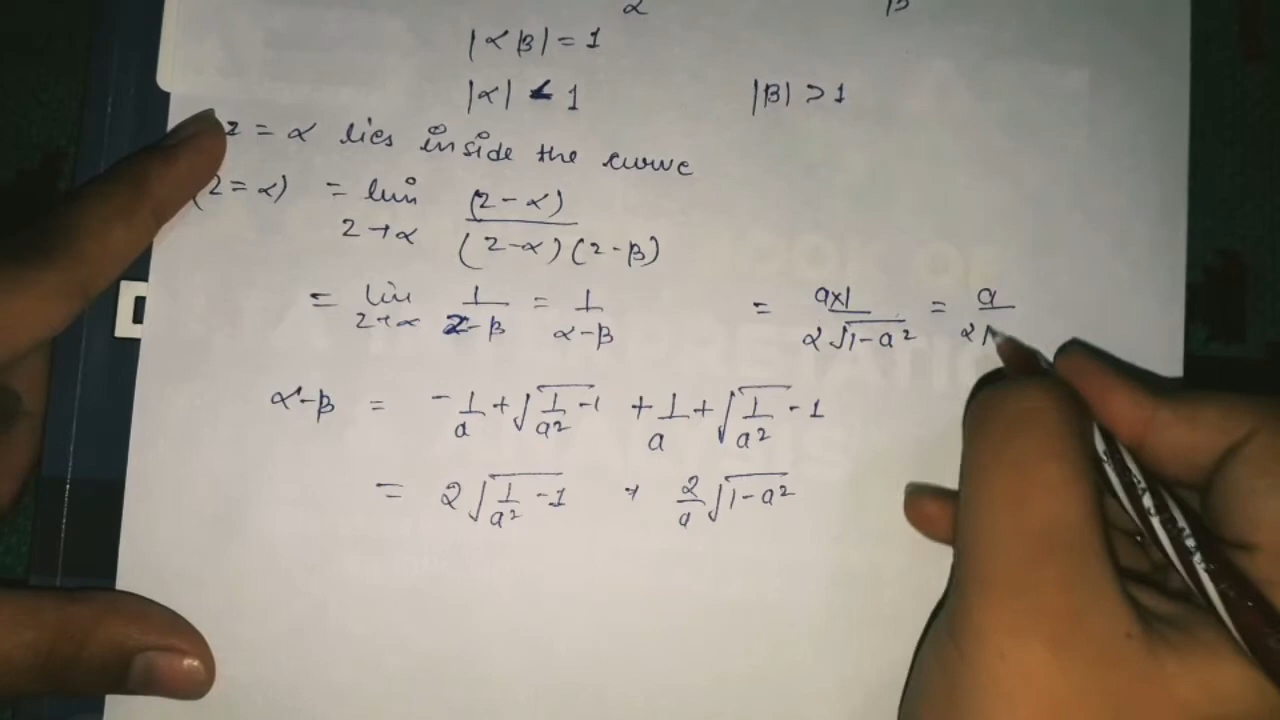 α β
|αβ| = 1
|α| < 1 |β| > 1
z = α lies inside the curve
(z = α) = lim z→α (z-α)/((z-α)(z-β))
= lim z→α 1/(z-β) = 1/(α-β) = a×1/(2√(1-a²)) = a/2
α-β = -1/a + √(1/a² - 1) + 1/a + √(1/a² - 1)
= 2√(1/a² - 1) 2/a √(1-a²)